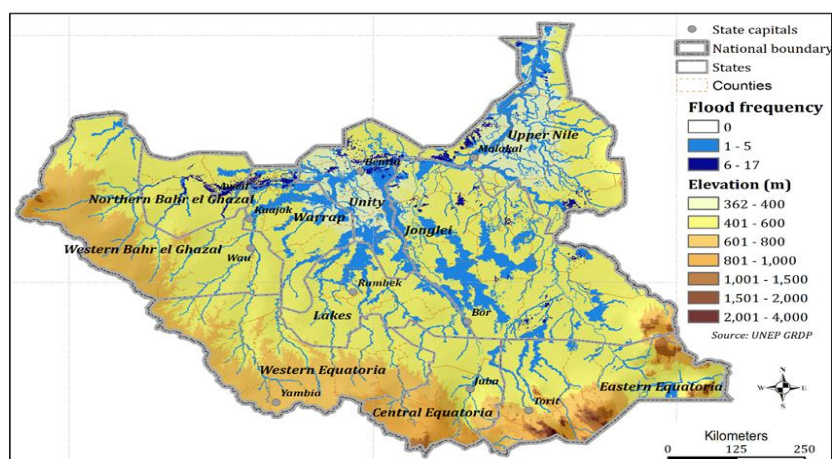 State capitals
National boundary
States
Counties
Flood frequency
0
1 - 5
6 - 17
Elevation (m)
362 - 400
401 - 600
601 - 800
801 - 1,000
1,001 - 1,500
1,501 - 2,000
2,001 - 4,000
Source: UNEP GRDP
Upper Nile
Malakal
Bentiu
Northern Bahr el Ghazal
Unity
Kuajok
Warrap
Jonglei
Western Bahr el Ghazal
Wau
Rumbek
Lakes
Bor
Western Equatoria
Juba
Eastern Equatoria
Yambio
Central Equatoria
Torit
N
W E
S
Kilometers
0 125 250